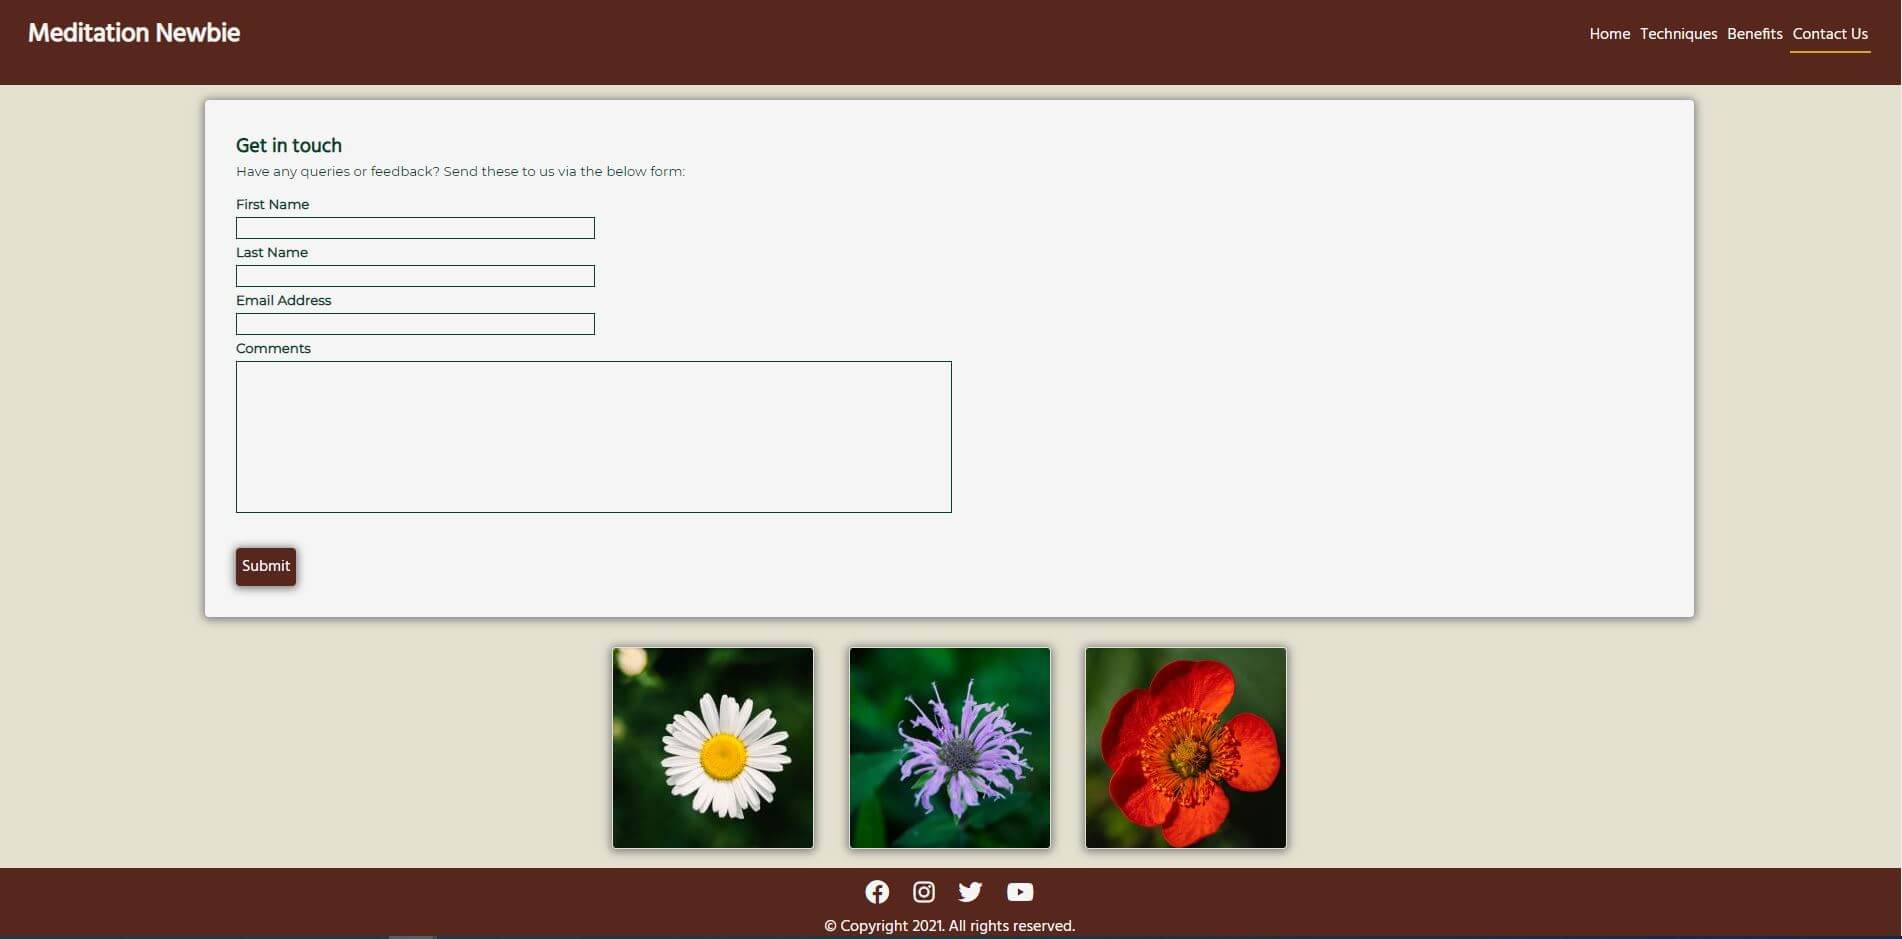 Meditation Newbie
Home Techniques Benefits Contact Us
Get in touch
Have any queries or feedback? Send these to us via the below form:
First Name
Last Name
Email Address
Comments
Submit
© Copyright 2021. All rights reserved.